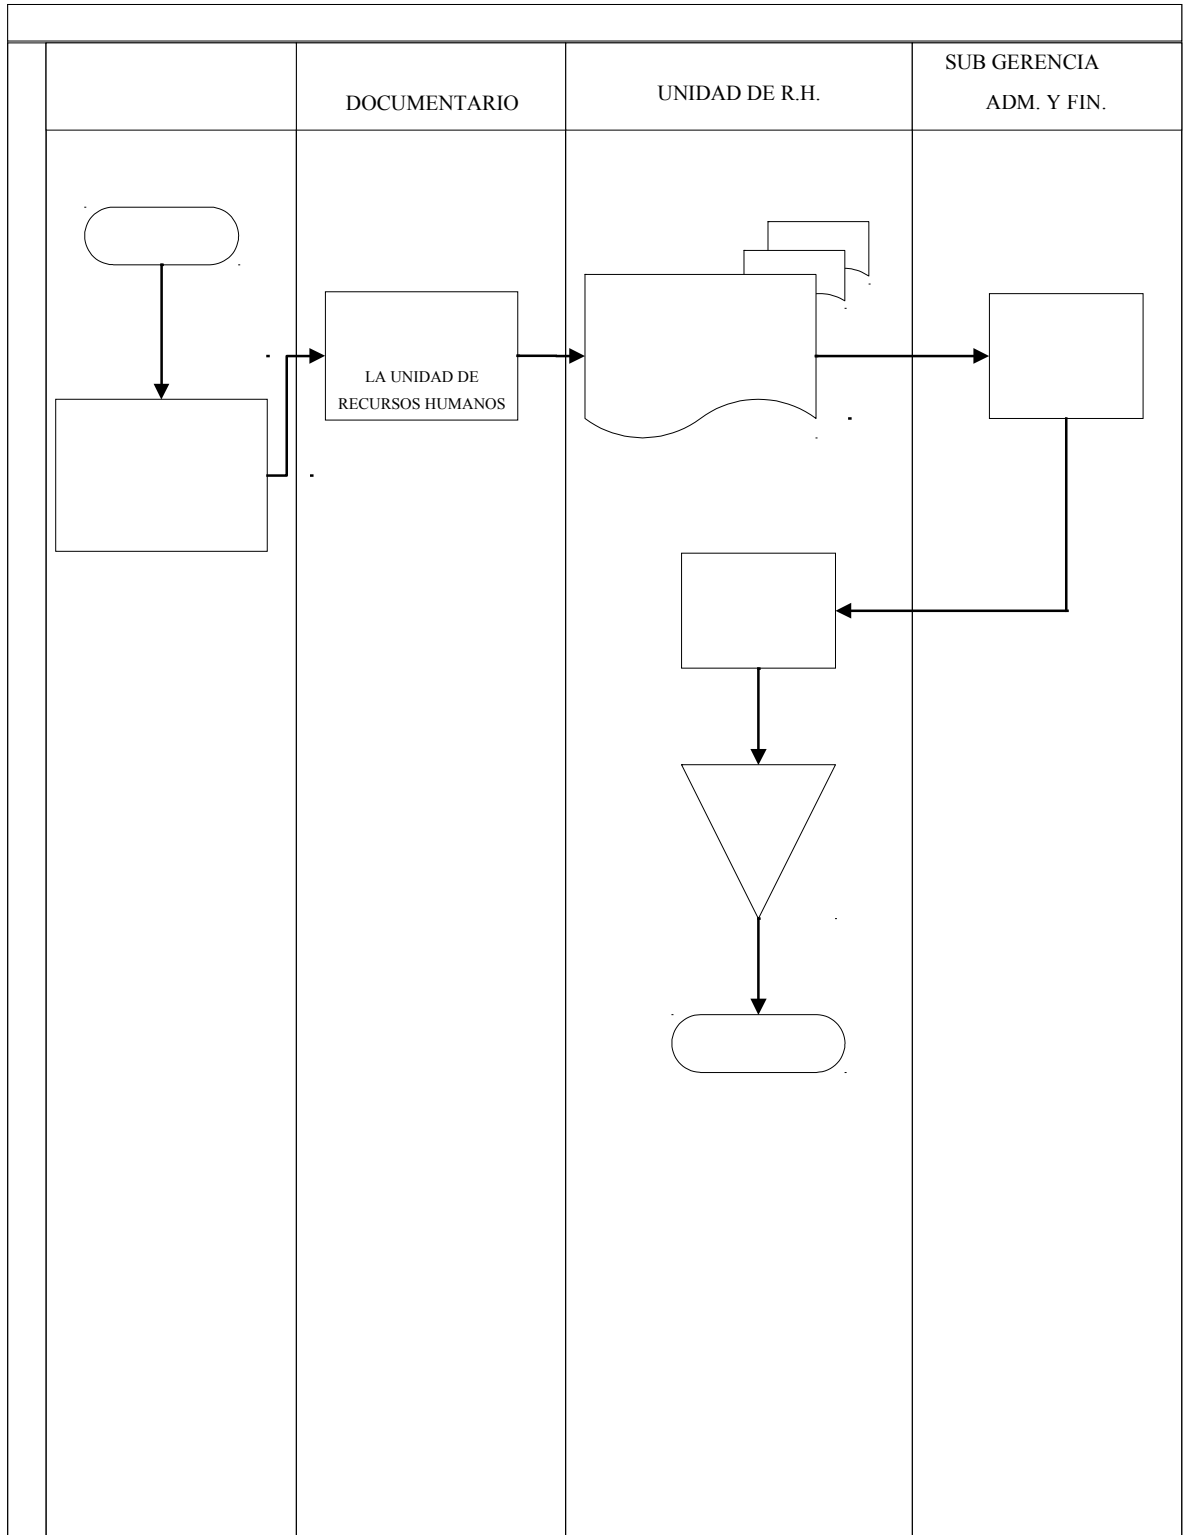 DOCUMENTARIO
UNIDAD DE R.H.
SUB GERENCIA
ADM. Y FIN.
LA UNIDAD DE
RECURSOS HUMANOS